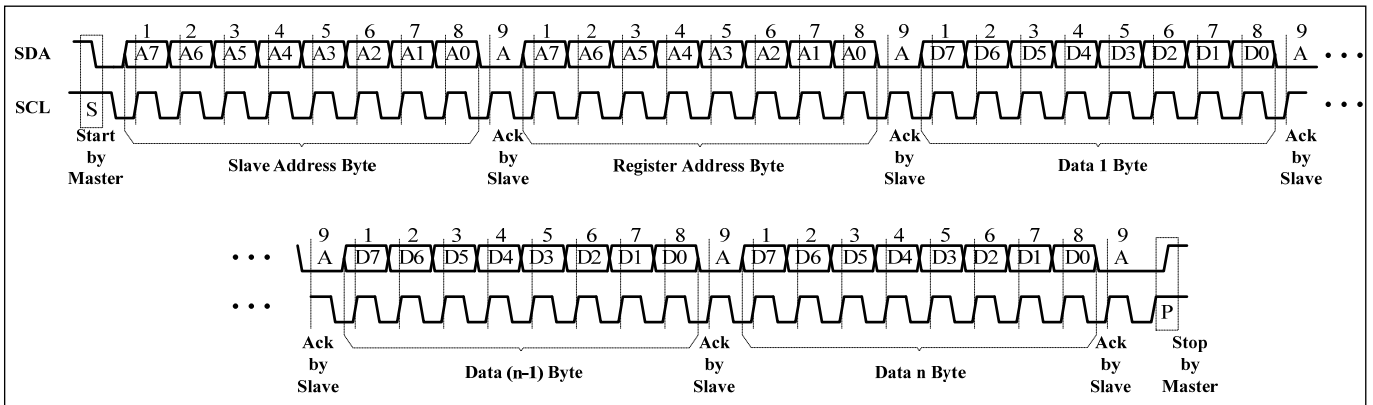 1 2 3 4 5 6 7 8 9 1 2 3 4 5 6 7 8 9 1 2 3 4 5 6 7 8 9
SDA A7 A6 A5 A4 A3 A2 A1 A0 A A7 A6 A5 A4 A3 A2 A1 A0 A D7 D6 D5 D4 D3 D2 D1 D0 A
SCL S
Start by Master
Slave Address Byte
Ack by Slave
Register Address Byte
Ack by Slave
Data 1 Byte
Ack by Slave
9 1 2 3 4 5 6 7 8 9 1 2 3 4 5 6 7 8 9
A D7 D6 D5 D4 D3 D2 D1 D0 A D7 D6 D5 D4 D3 D2 D1 D0 A
P
Ack by Slave
Data (n-1) Byte
Ack by Slave
Data n Byte
Ack by Slave
Stop by Master